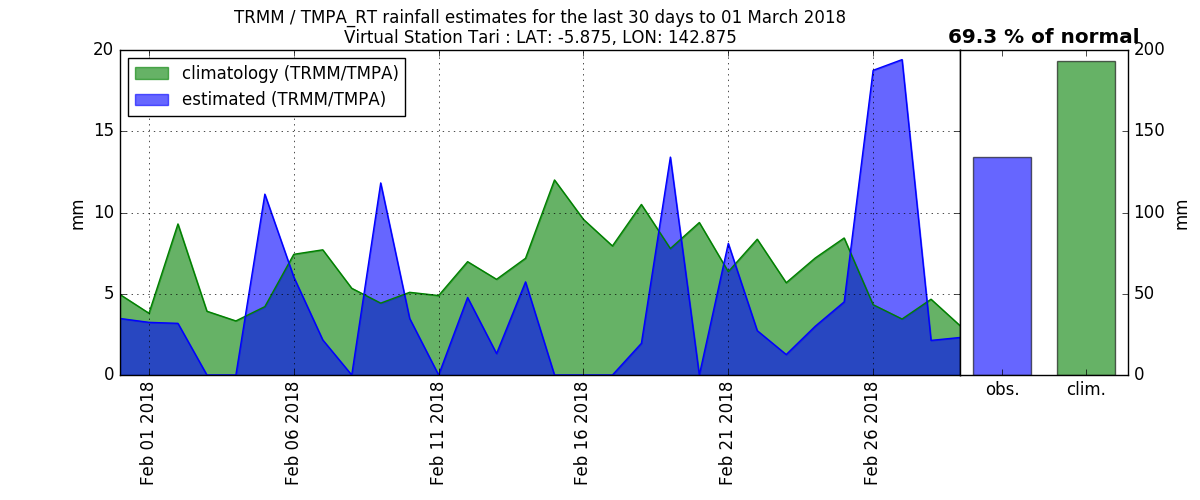 TRMM / TMPA_RT rainfall estimates for the last 30 days to 01 March 2018
Virtual Station Tari : LAT: -5.875, LON: 142.875
69.3 % of normal
climatology (TRMM/TMPA)
estimated (TRMM/TMPA)
20
15
10
5
0
mm
200
150
100
50
0
mm
Feb 01 2018
Feb 06 2018
Feb 11 2018
Feb 16 2018
Feb 21 2018
Feb 26 2018
obs.
clim.